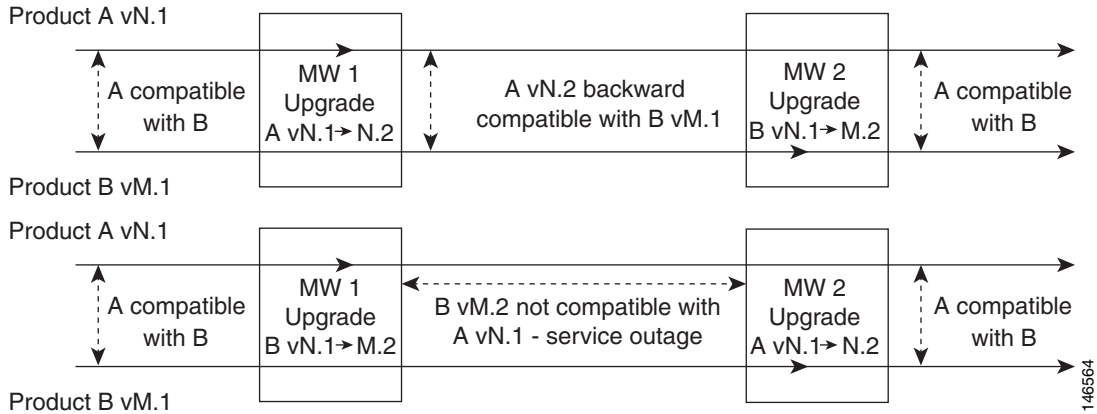 Product A vN.1
A compatible
with B
MW 1
Upgrade
A vN.1→ N.2
A vN.2 backward
compatible with B vM.1
MW 2
Upgrade
B vN.1→ M.2
A compatible
with B
Product B vM.1
Product A vN.1
A compatible
with B
MW 1
Upgrade
B vN.1→ M.2
B vM.2 not compatible with
A vN.1 - service outage
MW 2
Upgrade
A vN.1→ N.2
A compatible
with B
Product B vM.1
146564